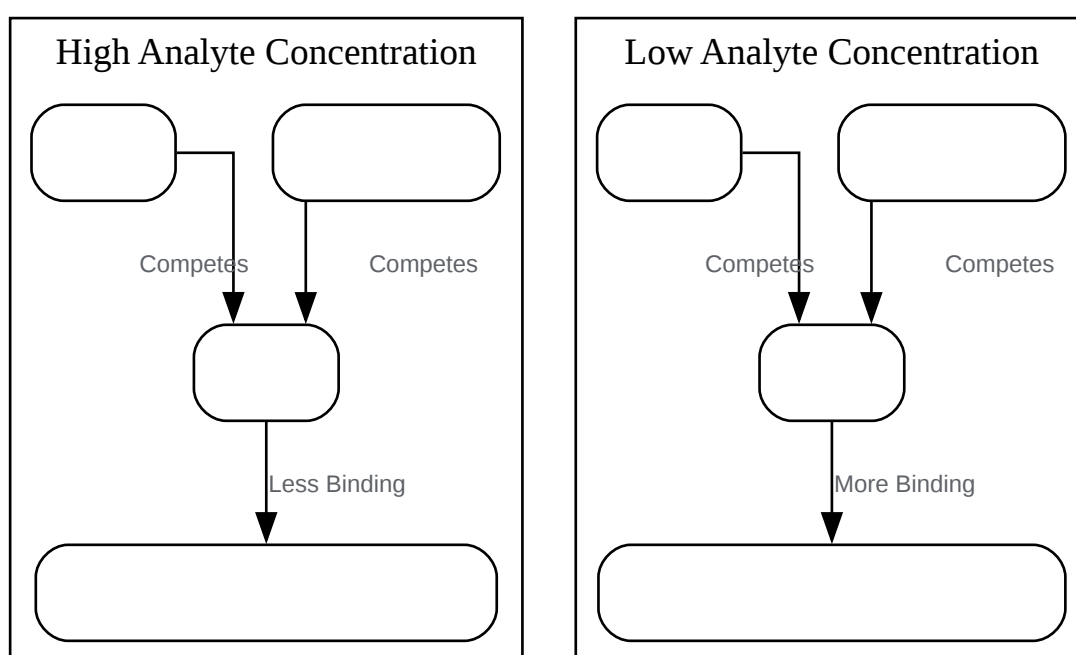 High Analyte Concentration
Competes
Competes
Less Binding
Low Analyte Concentration
Competes
Competes
More Binding